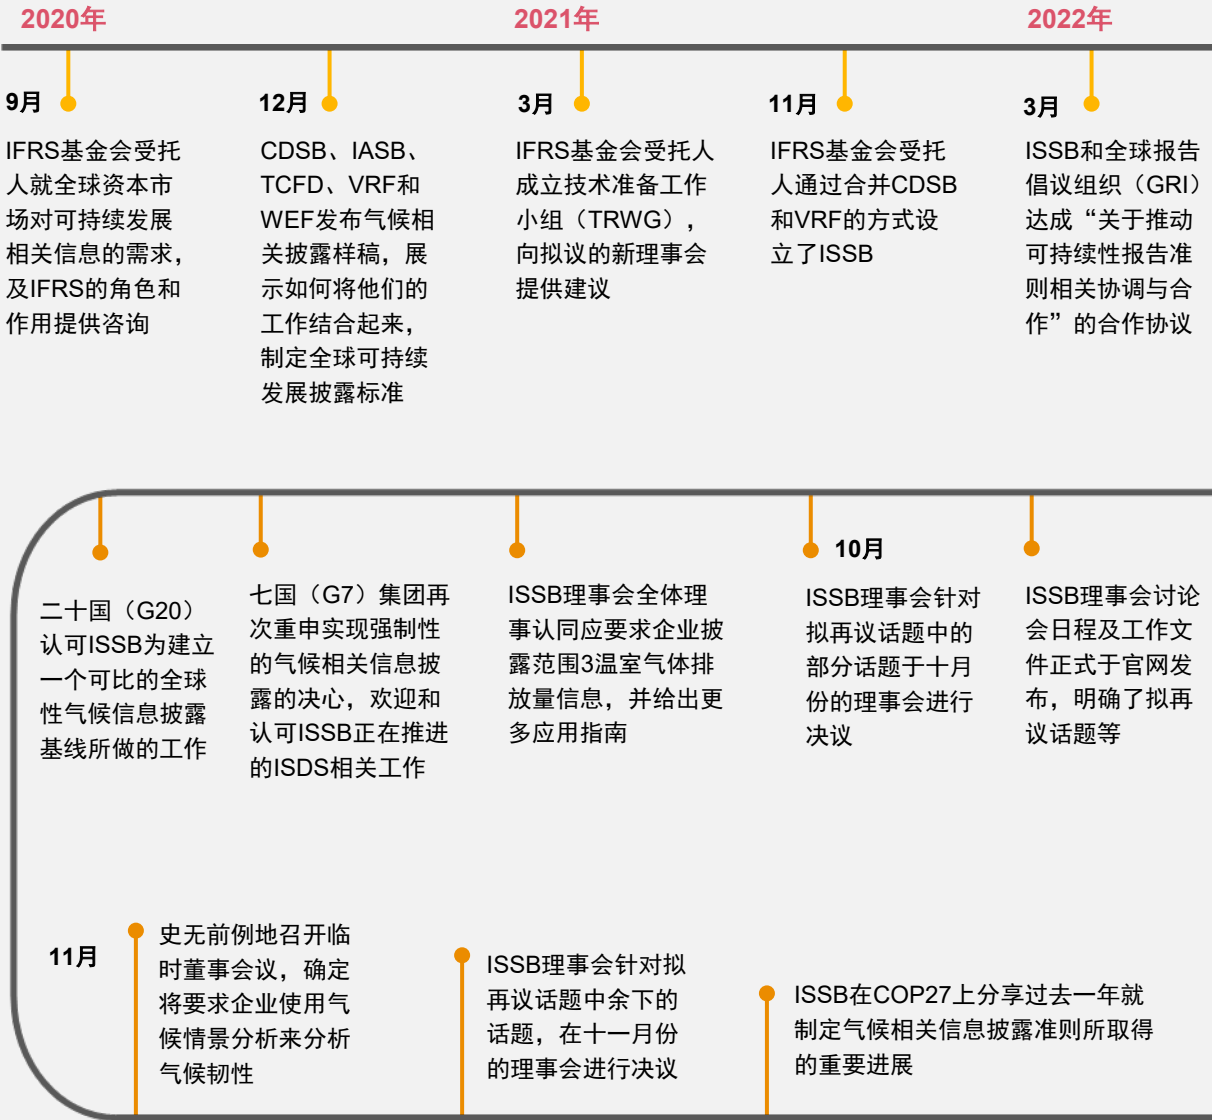 2020年
2021年
2022年
9月
IFRS基金会受托
人就全球资本市
场对可持续发展
相关信息的需求，
及IFRS的角色和
作用提供咨询
12月
CDSB、IASB、
TCFD、VRF和
WEF发布气候相
关披露样稿，展
示如何将他们的
工作结合起来，
制定全球可持续
发展披露标准
3月
IFRS基金会受托人
成立技术准备工作
小组（TRWG），
向拟议的新理事会
提供建议
11月
IFRS基金会受托
人通过合并CDSB
和VRF的方式设
立了ISSB
3月
ISSB和全球报告
倡议组织（GRI）
达成“关于推动
可持续性报告准
则相关协调与合
作”的合作协议
二十国（G20）
认可ISSB为建立
一个可比的全球
性气候信息披露
基线所做的工作
七国（G7）集团再
次重申实现强制性
的气候相关信息披
露的决心，欢迎和
认可ISSB正在推进
的ISDS相关工作
ISSB理事会全体理
事认同应要求企业披
露范围3温室气体排
放量信息，并给出更
多应用指南
10月
ISSB理事会针对
拟再议话题中的
部分话题于十月
份的理事会进行
决议
ISSB理事会讨论
会日程及工作文
件正式于官网发
布，明确了拟再
议话题等
11月
史无前例地召开临
时董事会议，确定
将要求企业使用气
候情景分析来分析
气候韧性
ISSB理事会针对拟
再议话题中余下的
话题，在十一月份
的理事会进行决议
ISSB在COP27上分享过去一年就
制定气候相关信息披露准则所取得
的重要进展